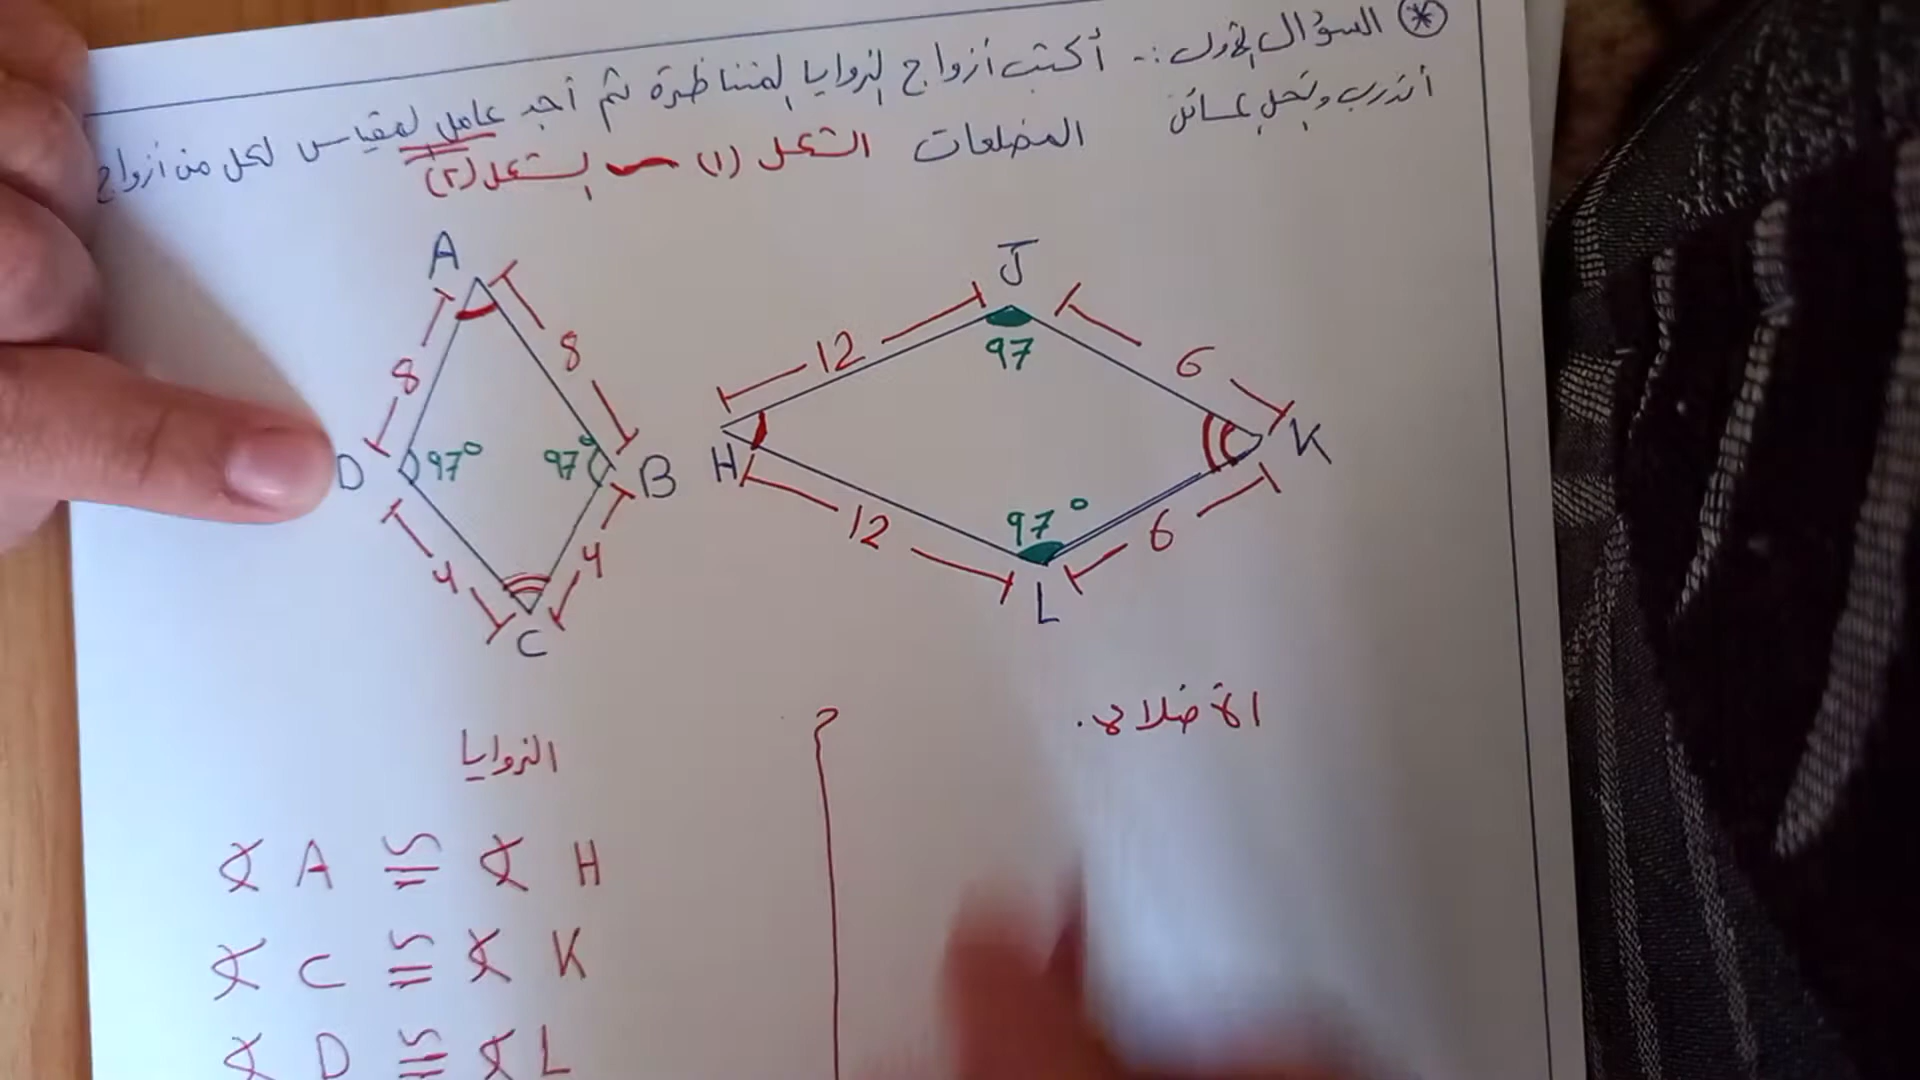 * السؤال الأول :- أكتب أزواج الزوايا المتناظرة ثم أجد عامل المقياس لكل من أزواج
أتدرب وأحل المسائل
المضلعات الشكل (١) الشكل (٢)
A
J
8
8
12
97
6
D
97°
97°
B
H
K
4
4
12
97°
6
C
L
الزوايا
الأضلاع.
∢ A ≅ ∢ H
∢ C ≅ ∢ K
∢ D ≅ ∢ L